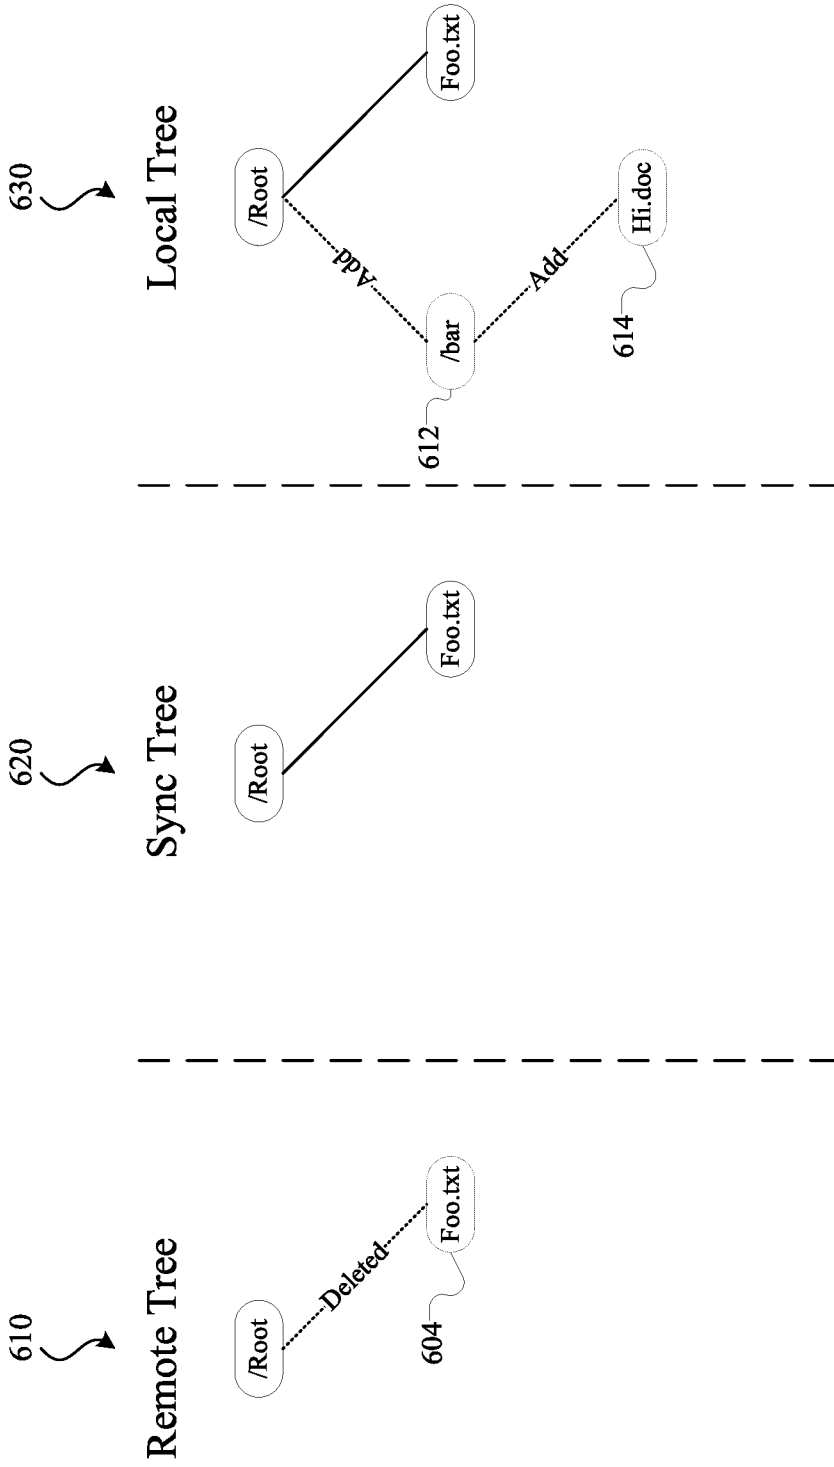 610
620
630
Remote Tree
Sync Tree
Local Tree
/Root
/Root
/Root
Deleted
Add
604
Foo.txt
Foo.txt
612
/bar
Foo.txt
Add
614
Hi.doc